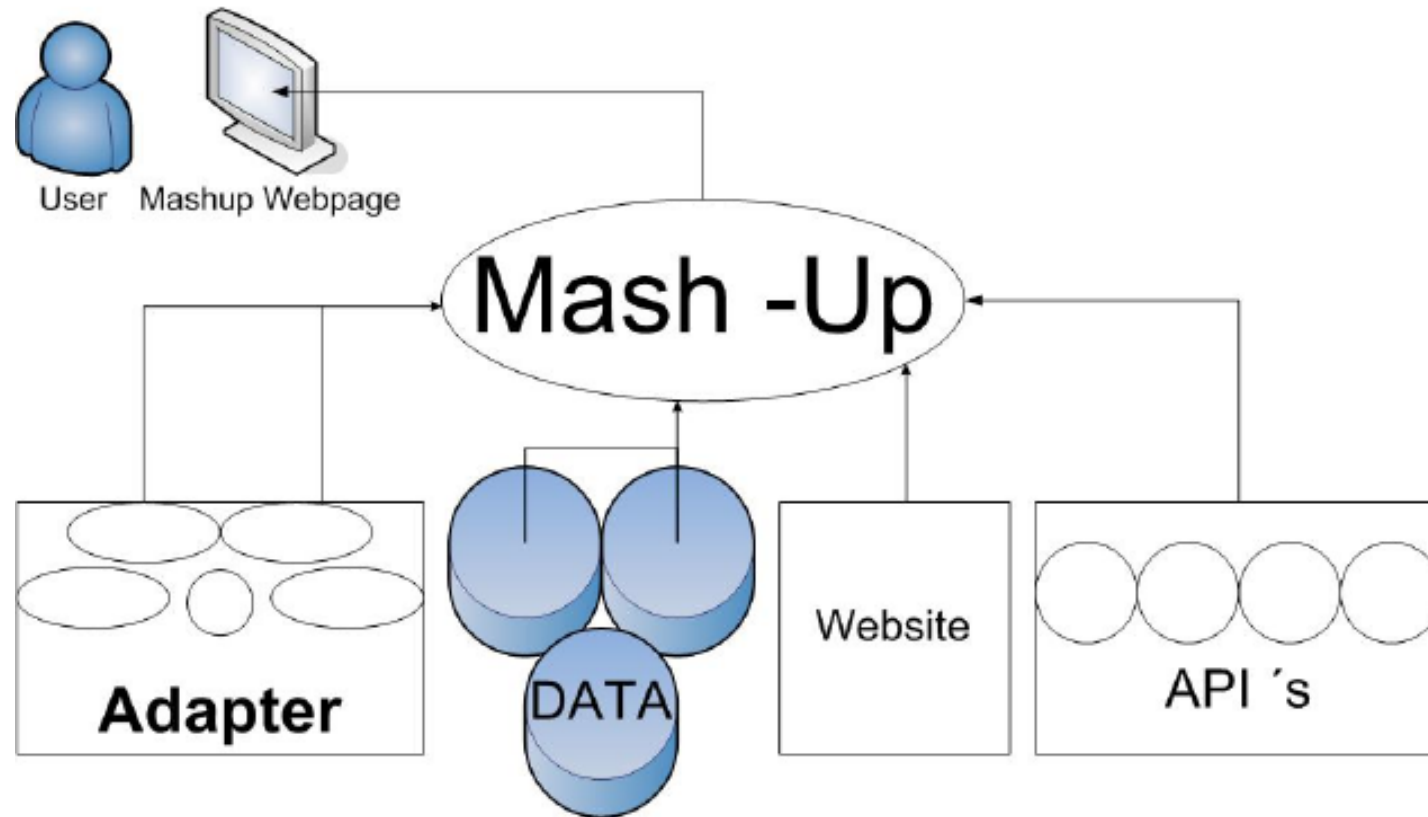 User
Mashup Webpage
Mash -Up
Adapter
DATA
Website
API ´s